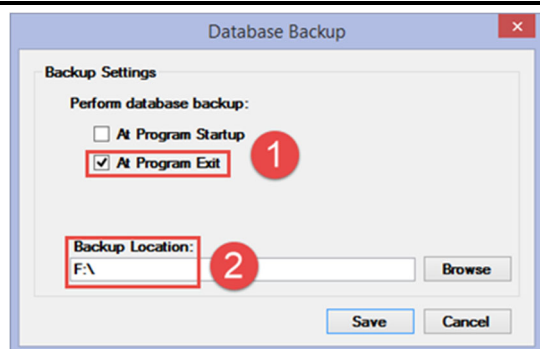 Database Backup
×
Backup Settings
Perform database backup:
At Program Startup
At Program Exit
1
Backup Location:
F:\
2
Browse
Save
Cancel